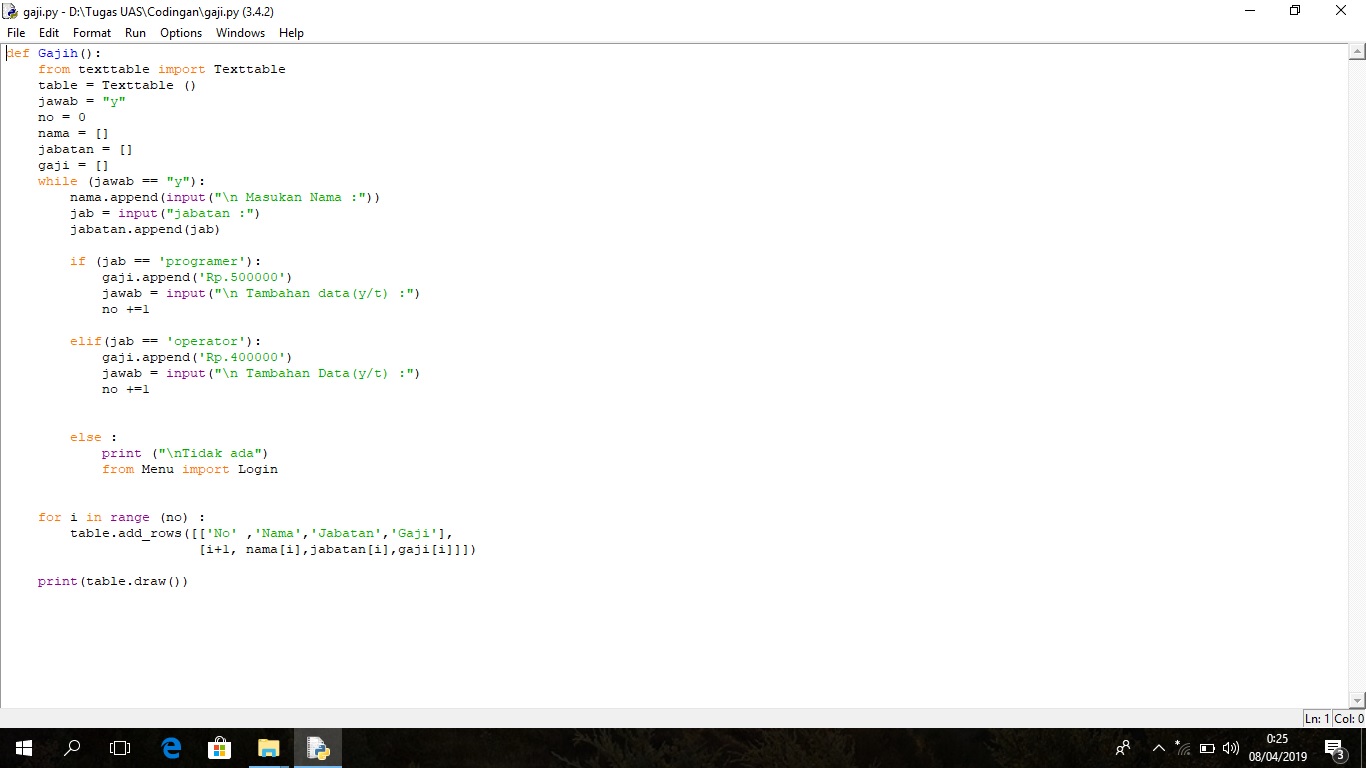 gaji.py - D:\Tugas UAS\Codingan\gaji.py (3.4.2)
File Edit Format Run Options Windows Help
def Gajih():
    from texttable import Texttable
    table = Texttable ()
    jawab = "y"
    no = 0
    nama = []
    jabatan = []
    gaji = []
    while (jawab == "y"):
        nama.append(input("\n Masukan Nama :"))
        jab = input("jabatan :")
        jabatan.append(jab)
        if (jab == 'programer'):
            gaji.append('Rp.500000')
            jawab = input("\n Tambahan data(y/t) :")
            no +=1
        elif(jab == 'operator'):
            gaji.append('Rp.400000')
            jawab = input("\n Tambahan Data(y/t) :")
            no +=1
        else :
            print ("\nTidak ada")
            from Menu import Login
    for i in range (no) :
        table.add_rows([['No' ,'Nama','Jabatan','Gaji'],
                        [i+1, nama[i],jabatan[i],gaji[i]]])
    print(table.draw())
Ln: 1 Col: 0
0:25
08/04/2019
3